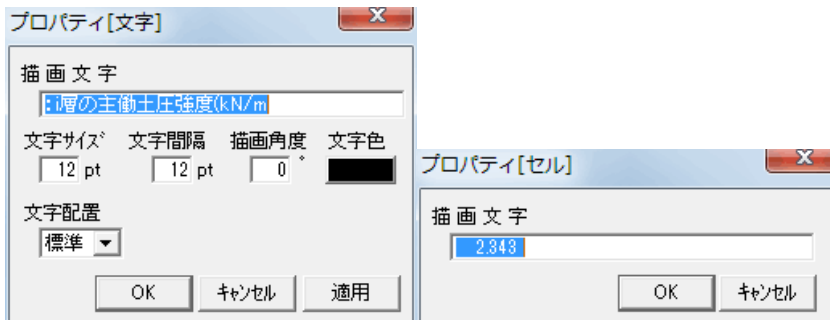 プロパティ[文字]
描画文字
：i層の主働土圧強度(kN/m
文字サイズ 文字間隔 描画角度 文字色
12 pt 12 pt 0 °
文字配置
標準
OK キャンセル 適用
プロパティ[セル]
描画文字
2.343
OK キャンセル